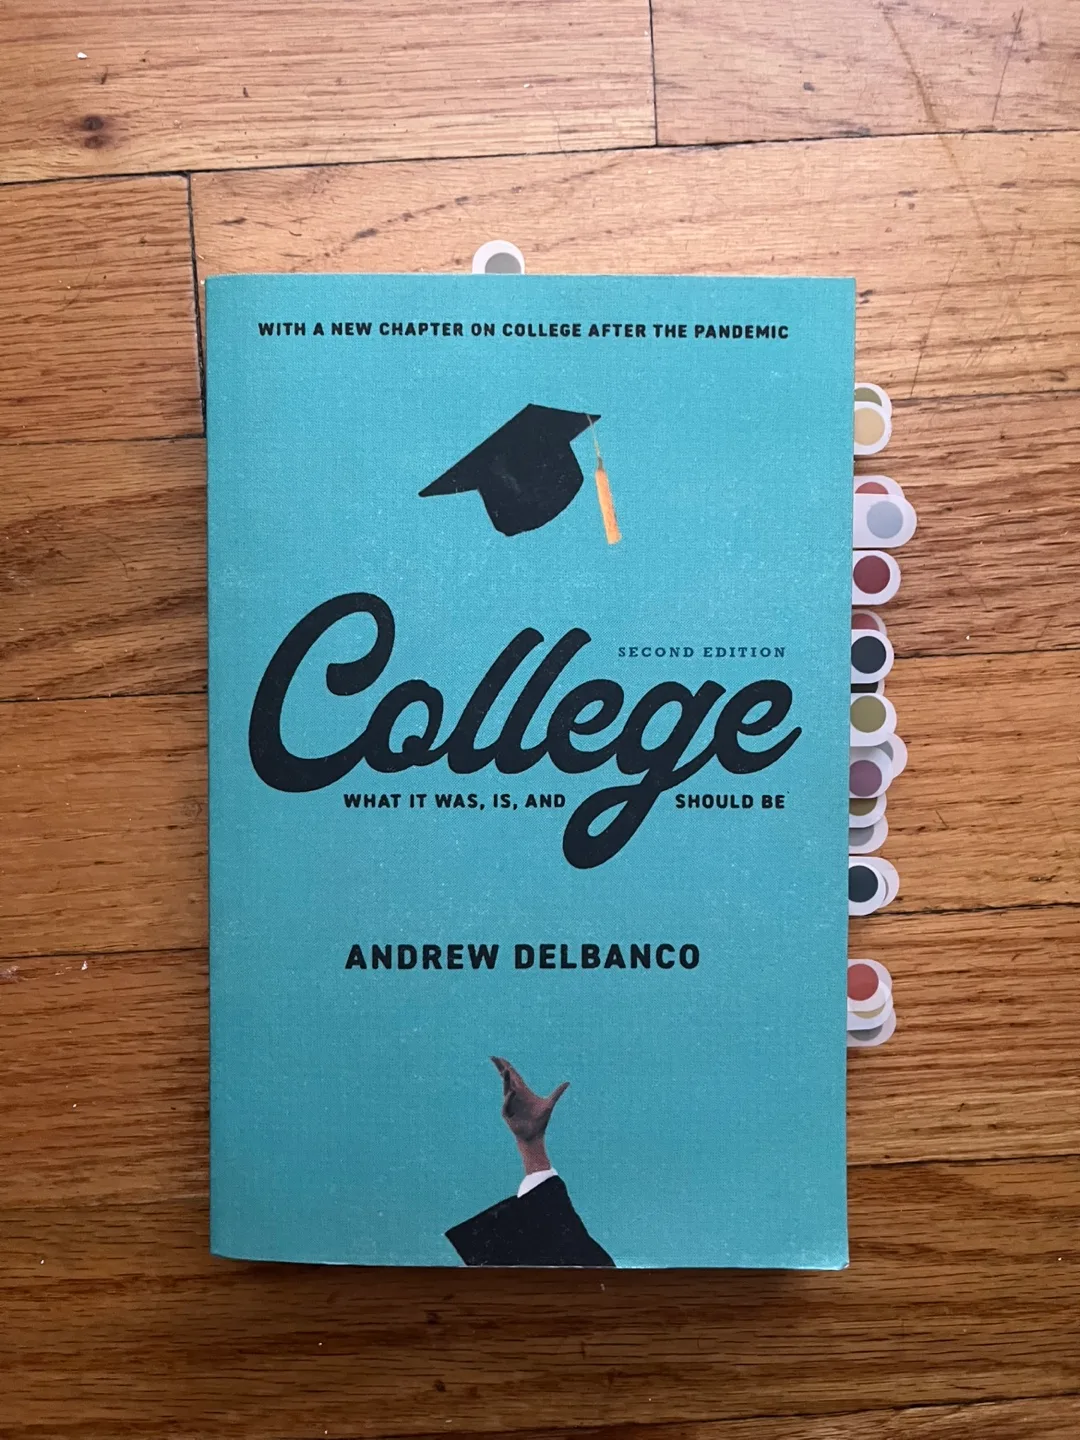 WITH A NEW CHAPTER ON COLLEGE AFTER THE PANDEMIC
SECOND EDITION
College
WHAT IT WAS, IS, AND SHOULD BE
ANDREW DELBANCO